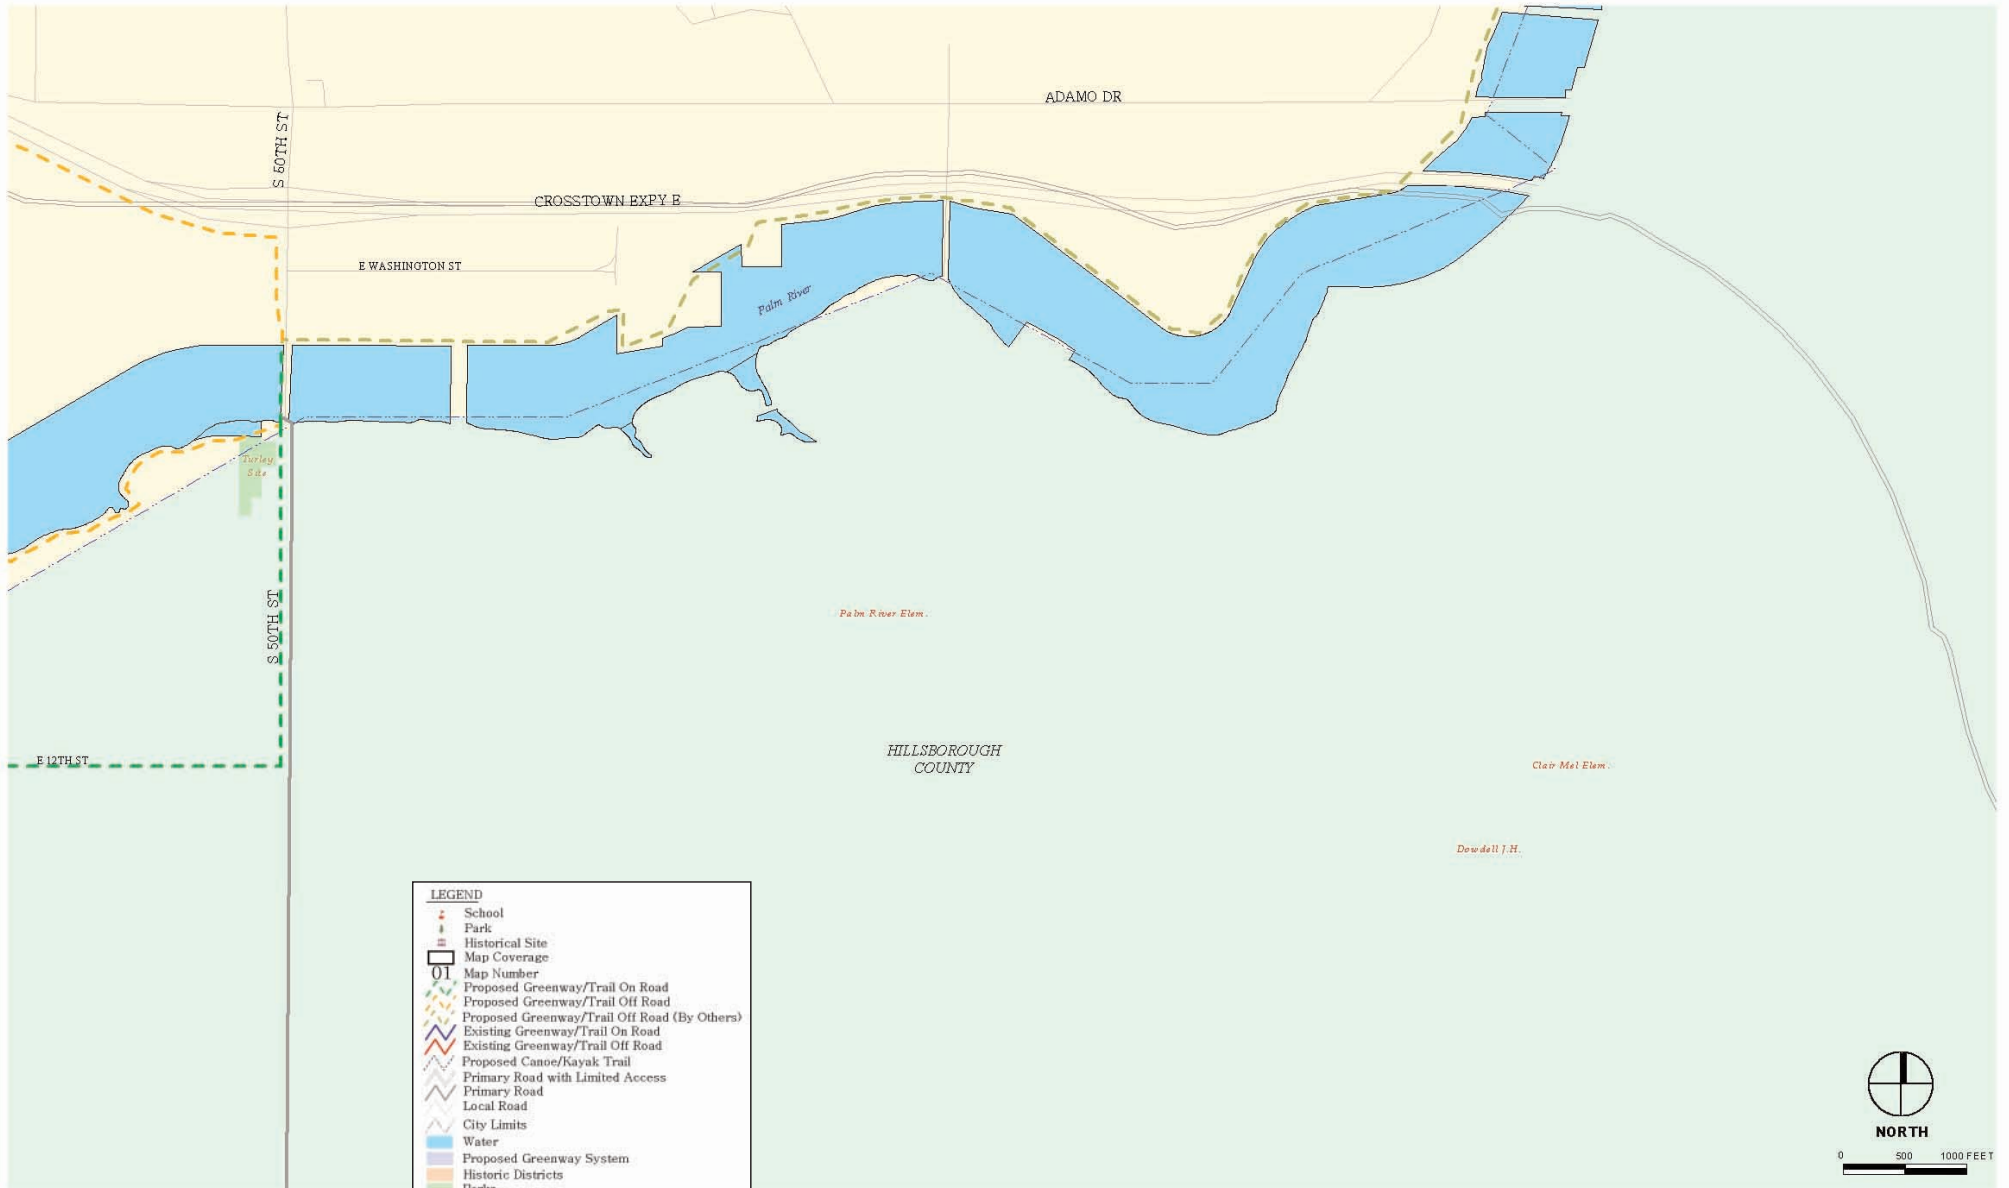 ADAMO DR
S 50TH ST
CROSSTOWN EXPY E
E WASHINGTON ST
Palm River
Turley
Site
S 50TH ST
Palm River Elem.
E 12TH ST
HILLSBOROUGH
COUNTY
Clair Mel Elem.
Dowdell J.H.
LEGEND
School
Park
Historical Site
Map Coverage
01 Map Number
Proposed Greenway/Trail On Road
Proposed Greenway/Trail Off Road
Proposed Greenway/Trail Off Road (By Others)
Existing Greenway/Trail On Road
Existing Greenway/Trail Off Road
Proposed Canoe/Kayak Trail
Primary Road with Limited Access
Primary Road
Local Road
City Limits
Water
Proposed Greenway System
Historic Districts
NORTH
0 500 1000 FEET